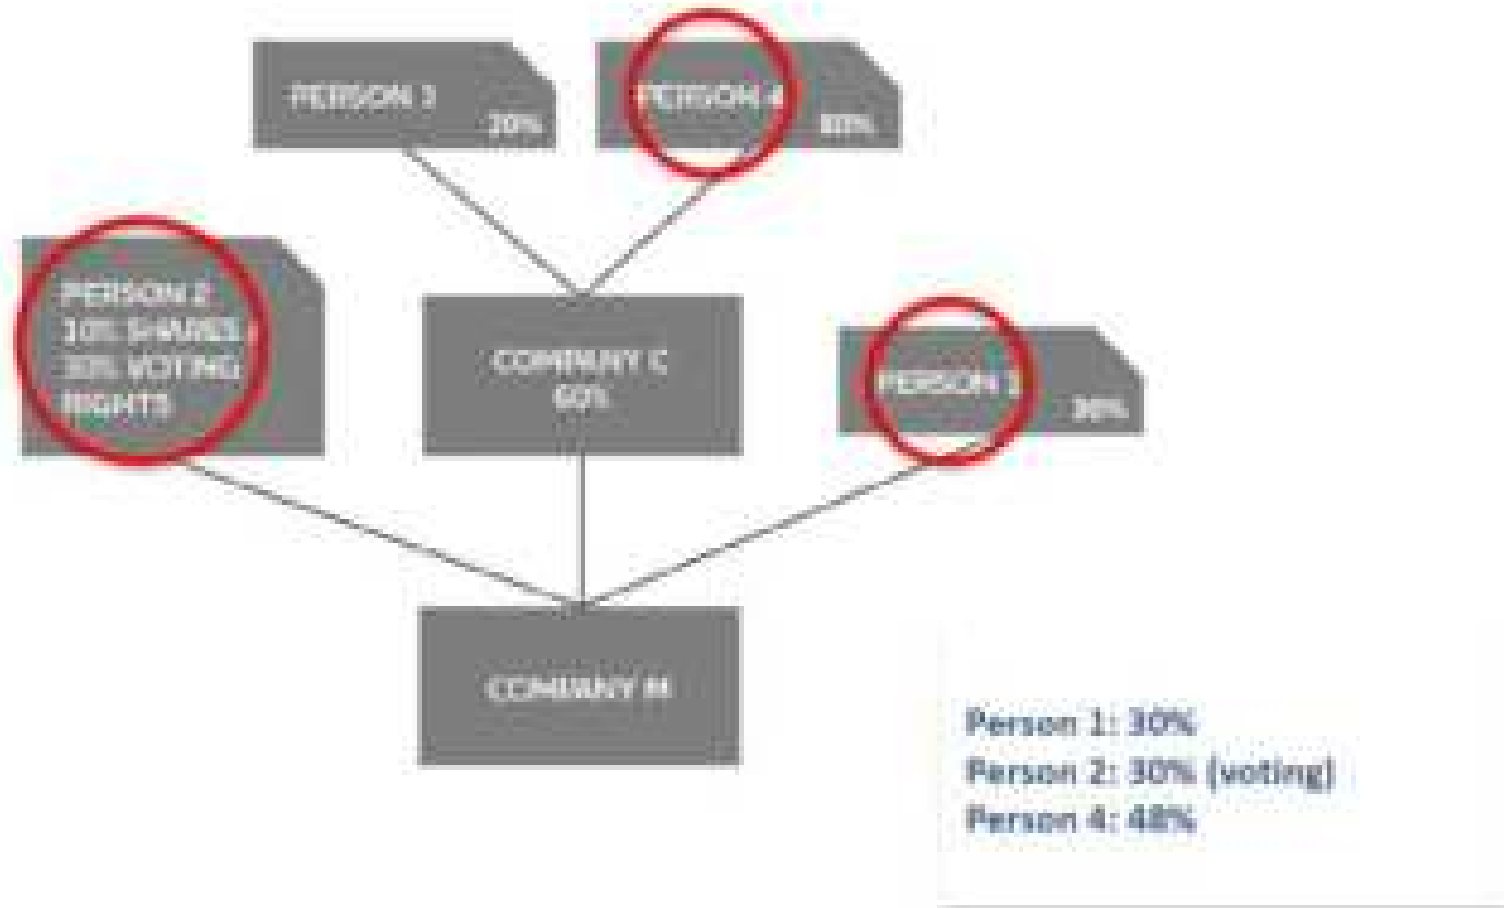 PERSON 3
20%
PERSON 4
80%
PERSON 2
10% SHARES
30% VOTING
RIGHTS
COMPANY C
60%
PERSON 1
30%
COMPANY M
Person 1: 30%
Person 2: 30% (voting)
Person 4: 48%